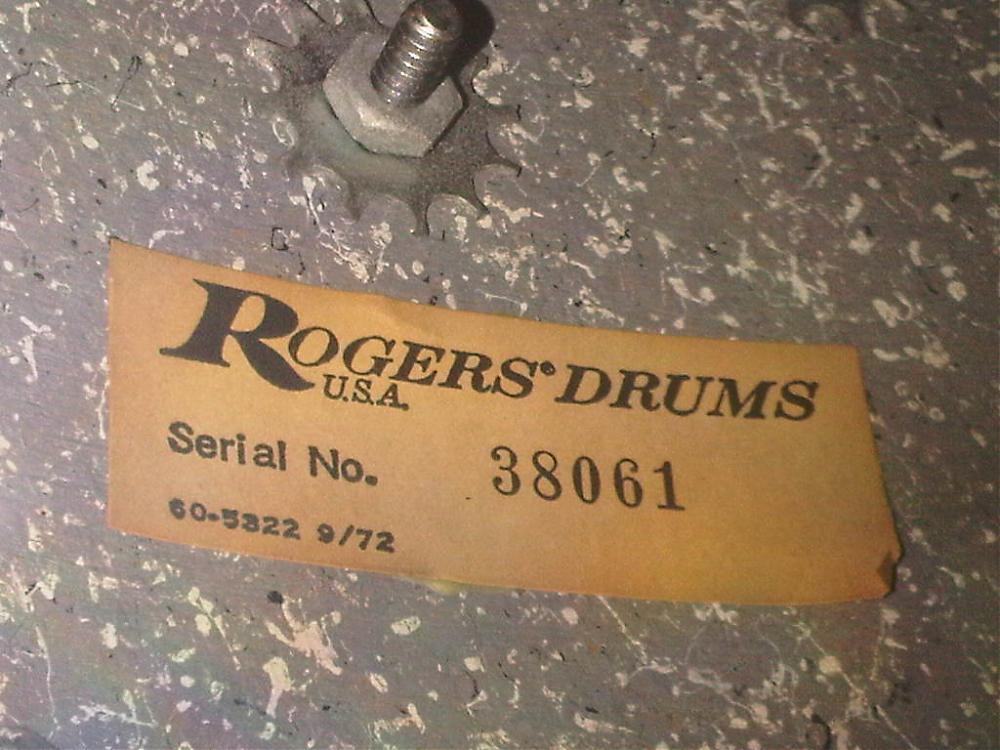 ROGERS® DRUMS
U.S.A.
Serial No. 38061
60-5322 9/72